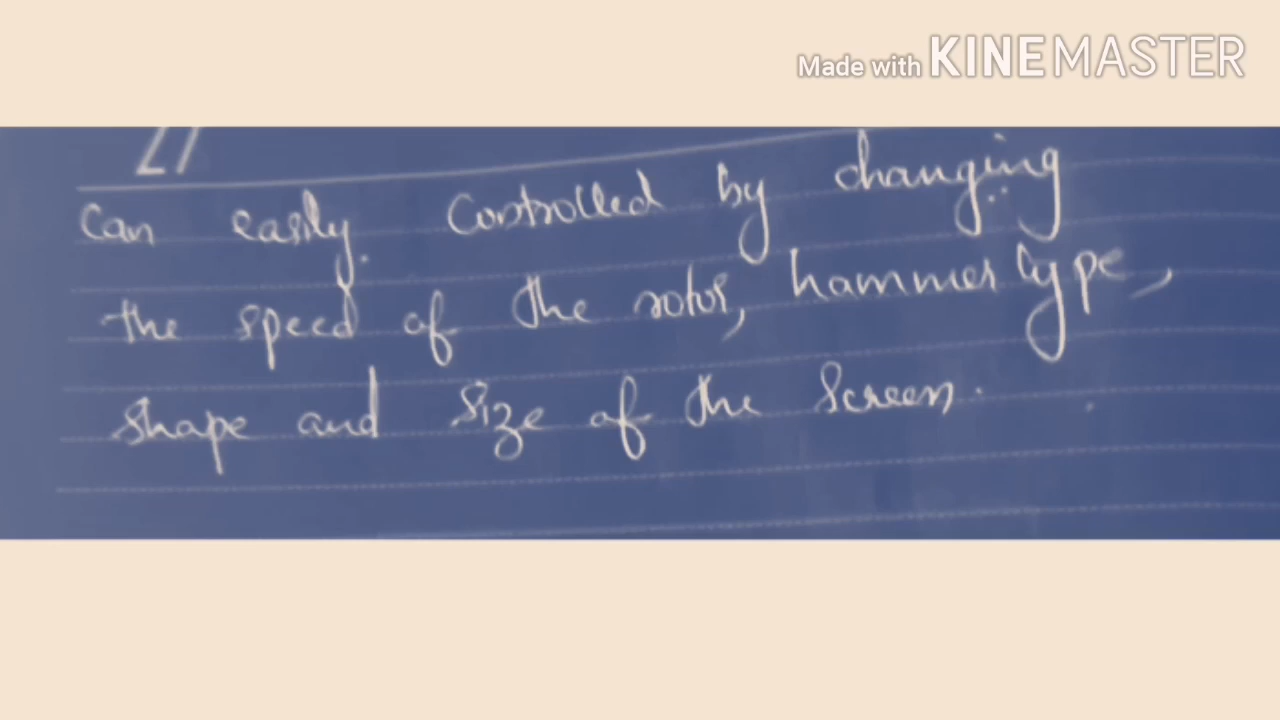 Made with KINEMASTER
can easily. Controlled by changing
the speed of the rotor, hammer type,
shape and size of the Screen.